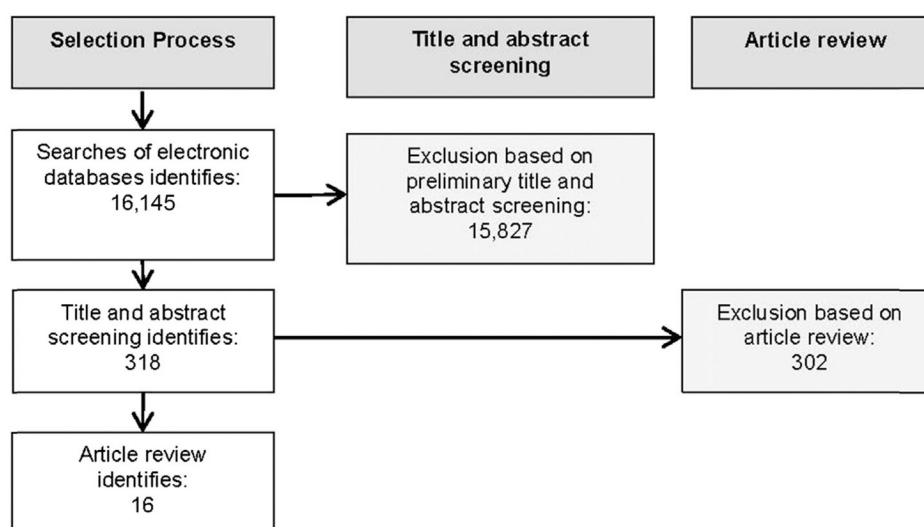 Selection Process
Title and abstract
screening
Article review
Searches of electronic
databases identifies:
16,145
Exclusion based on
preliminary title and
abstract screening:
15,827
Title and abstract
screening identifies:
318
Exclusion based on
article review:
302
Article review
identifies:
16